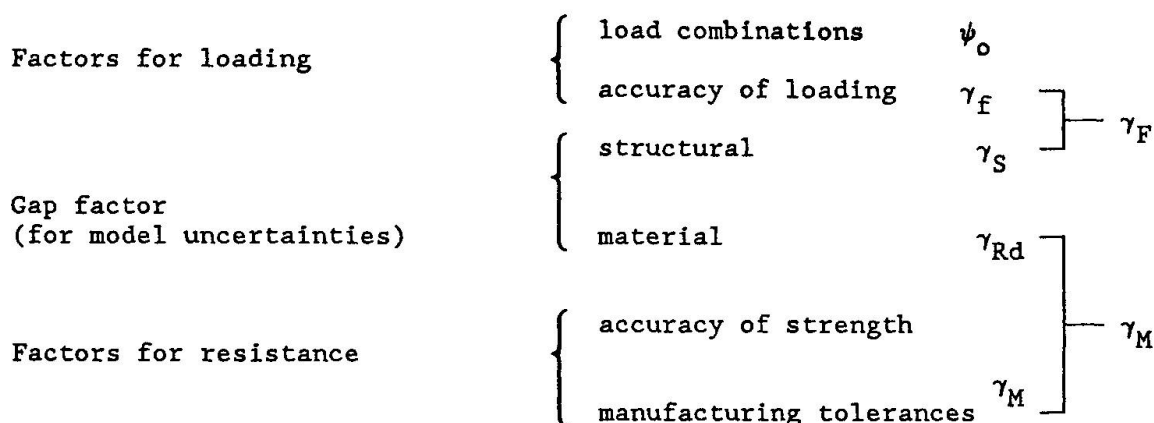 load combinations ψo
Factors for loading
accuracy of loading γf
γF
structural γS
Gap factor
(for model uncertainties)
material γRd
accuracy of strength
γM
Factors for resistance
γM
manufacturing tolerances